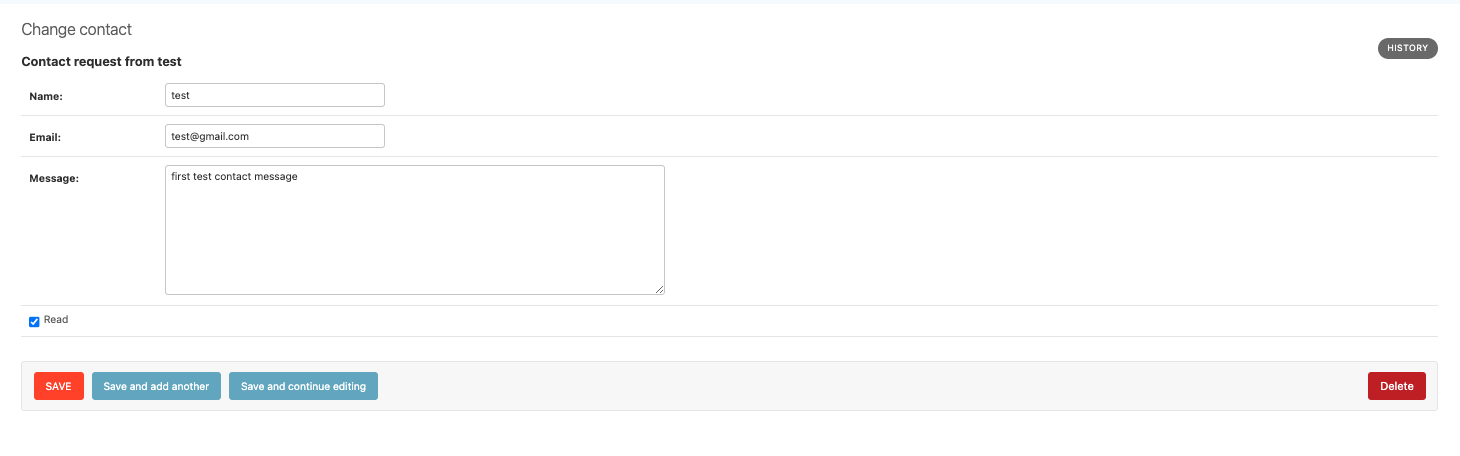 Change contact
HISTORY
Contact request from test
Name: test
Email: test@gmail.com
Message: first test contact message
Read
SAVE Save and add another Save and continue editing Delete